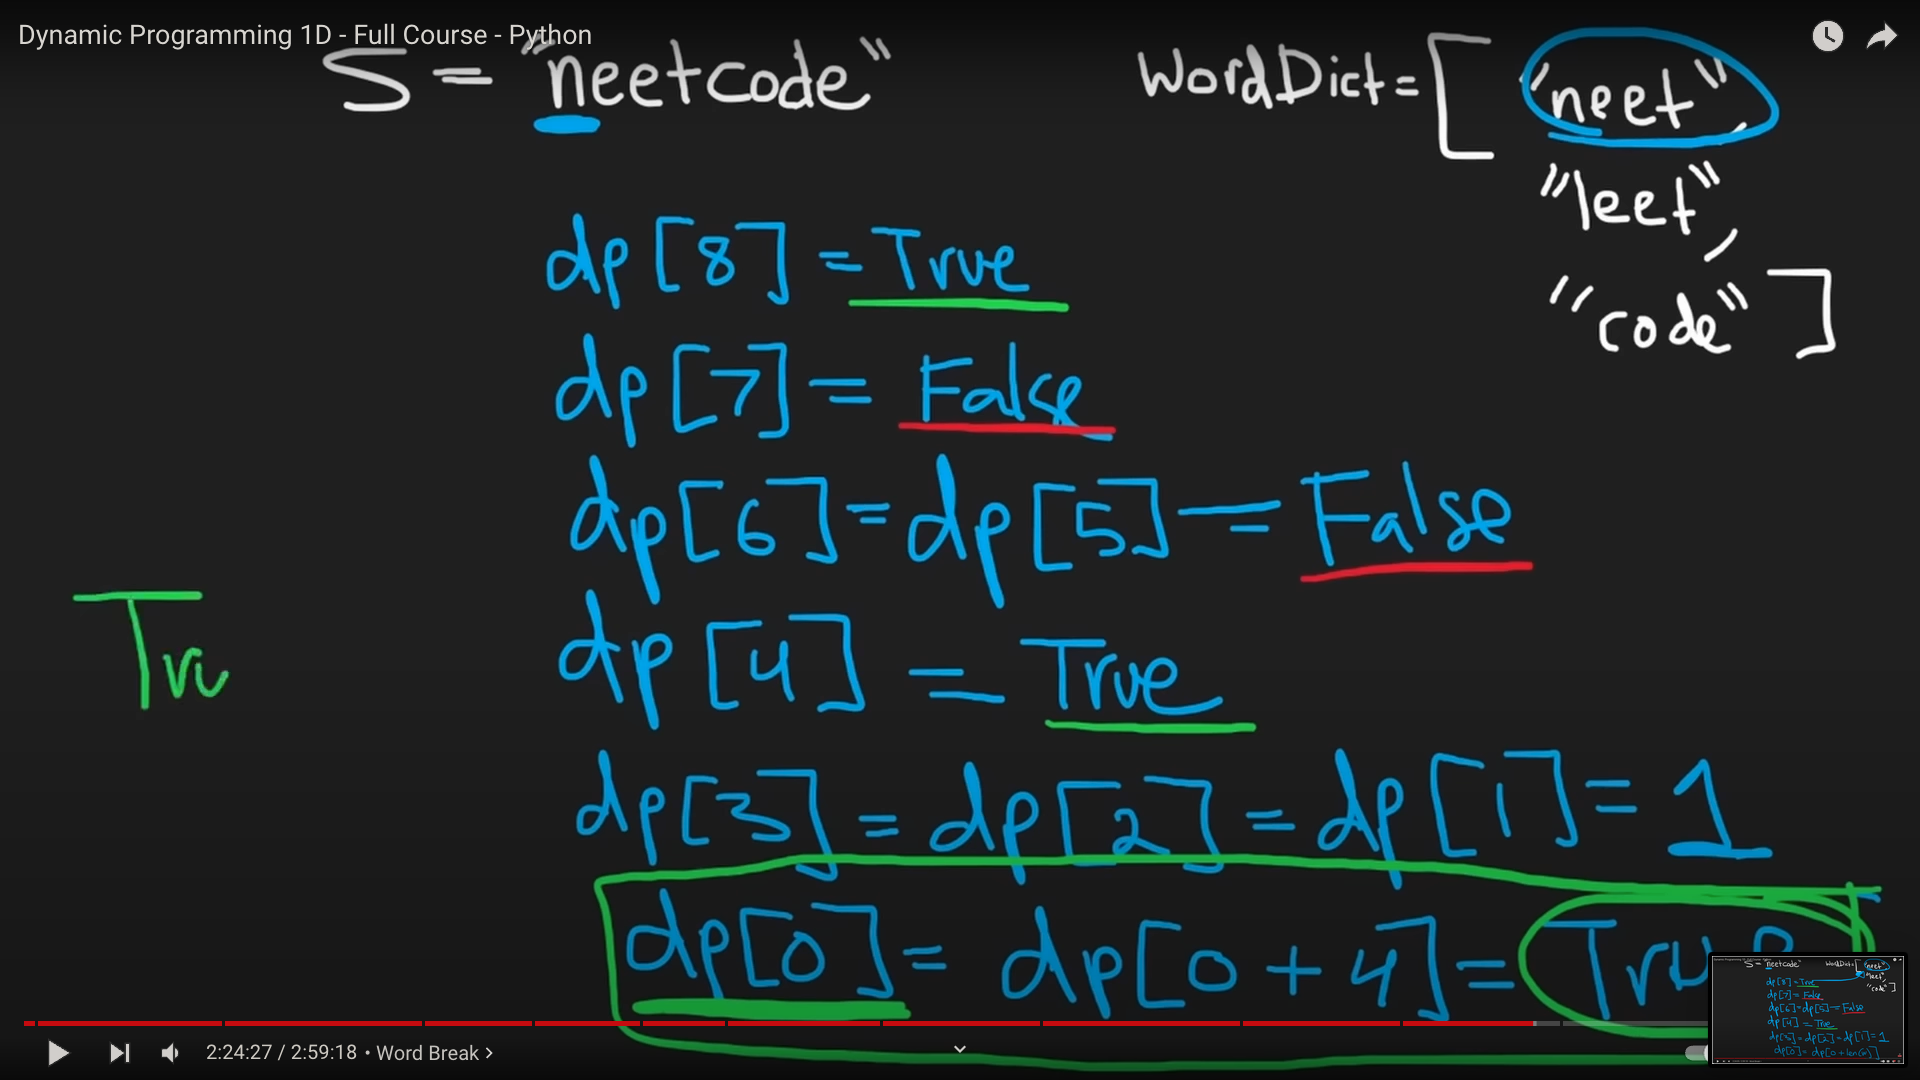 Dynamic Programming 1D - Full Course - Python
S = "neetcode"
WordDict = [ "neet",
"leet",
"code" ]
dp[8] = True
dp[7] = False
dp[6] = dp[5] = False
dp[4] = True
Tru
dp[3] = dp[2] = dp[1] = 1
dp[0] = dp[0 + 4] = True
2:24:27 / 2:59:18 • Word Break >